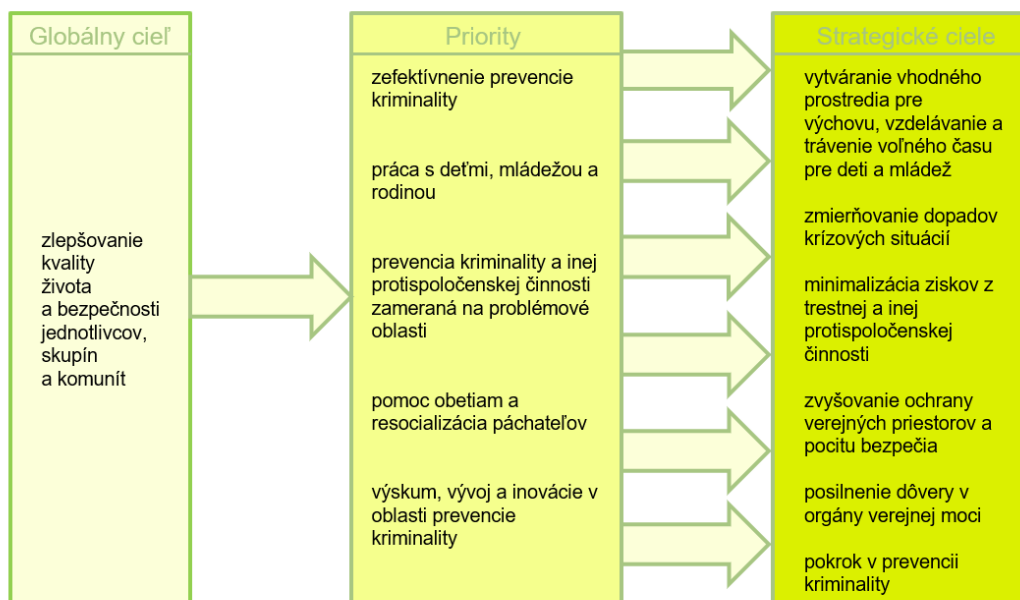 Globálny cieľ
zlepšovanie
kvality
života
a bezpečnosti
jednotlivcov,
skupín
a komunít
Priority
zefektívnenie prevencie
kriminality
práca s deťmi, mládežou a
rodinou
prevencia kriminality a inej
protispoločenskej činnosti
zameraná na problémové
oblasti
pomoc obetiam a
resocializácia páchateľov
výskum, vývoj a inovácie v
oblasti prevencie
kriminality
Strategické ciele
vytváranie vhodného
prostredia pre
výchovu, vzdelávanie a
trávenie voľného času
pre deti a mládež
zmierňovanie dopadov
krízových situácií
minimalizácia ziskov z
trestnej a inej
protispoločenskej
činnosti
zvyšovanie ochrany
verejných priestorov a
pocitu bezpečia
posilnenie dôvery v
orgány verejnej moci
pokrok v prevencii
kriminality